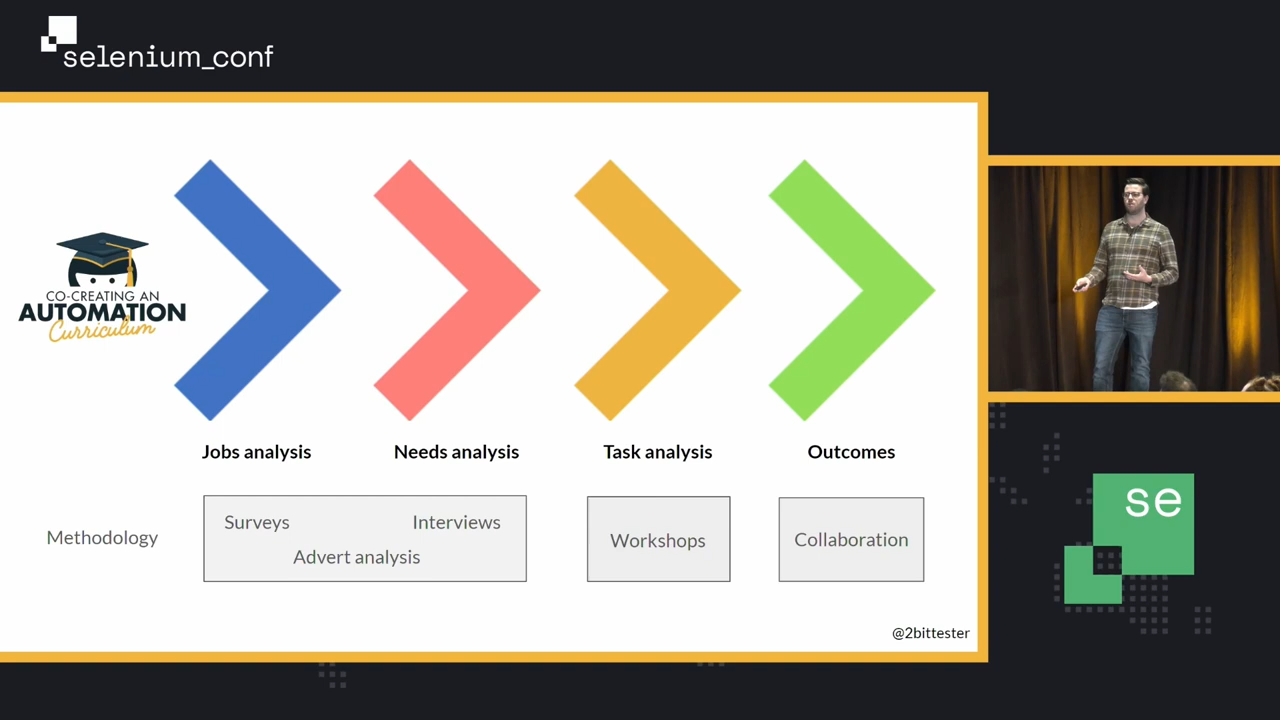 selenium_conf
CO-CREATING AN
AUTOMATION
Curriculum
Jobs analysis
Needs analysis
Task analysis
Outcomes
Methodology
Surveys
Interviews
Advert analysis
Workshops
Collaboration
@2bittester
se